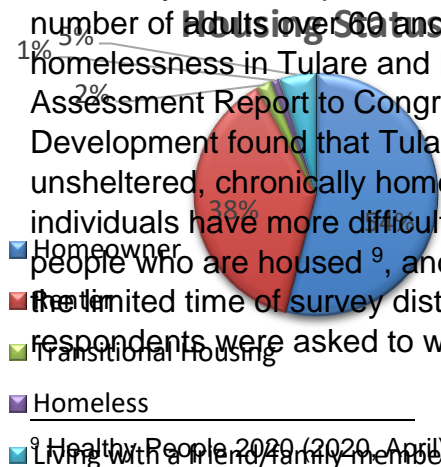 number of adults over 60 and
Housing Status
homelessness in Tulare and
Assessment Report to Congr
Development found that Tula
unsheltered, chronically home
individuals have more difficult
people who are housed 9, and
the limited time of survey dist
respondents were asked to w
1%
5%
2%
38%
54%
Homeowner
Renter
Transitional Housing
Homeless
Living with a friend/family membe
9 Healthy People 2020 (2020, April)